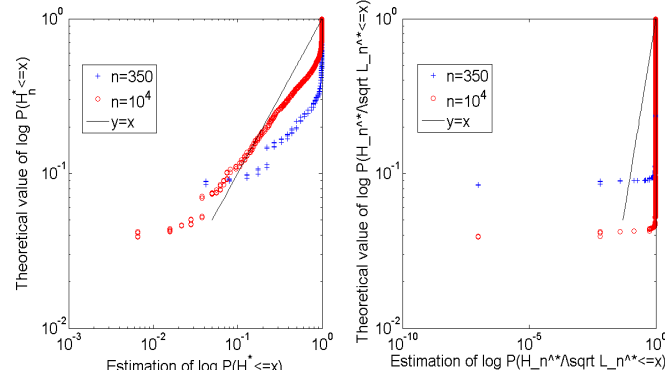 Theoretical value of log P(H_n^*<=x)
10^0
10^-1
10^-2
10^-3
10^-2
10^-1
10^0
n=350
n=10^4
y=x
Estimation of log P(H^*<=x)
Theoretical value of log P(H_n^*/\sqrt L_n^*<=x)
10^0
10^-1
10^-2
10^-10
10^-5
10^0
n=350
n=10^4
y=x
Estimation of log P(H_n^*/\sqrt L_n^*<=x)